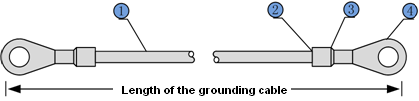 1 2 3 4
Length of the grounding cable